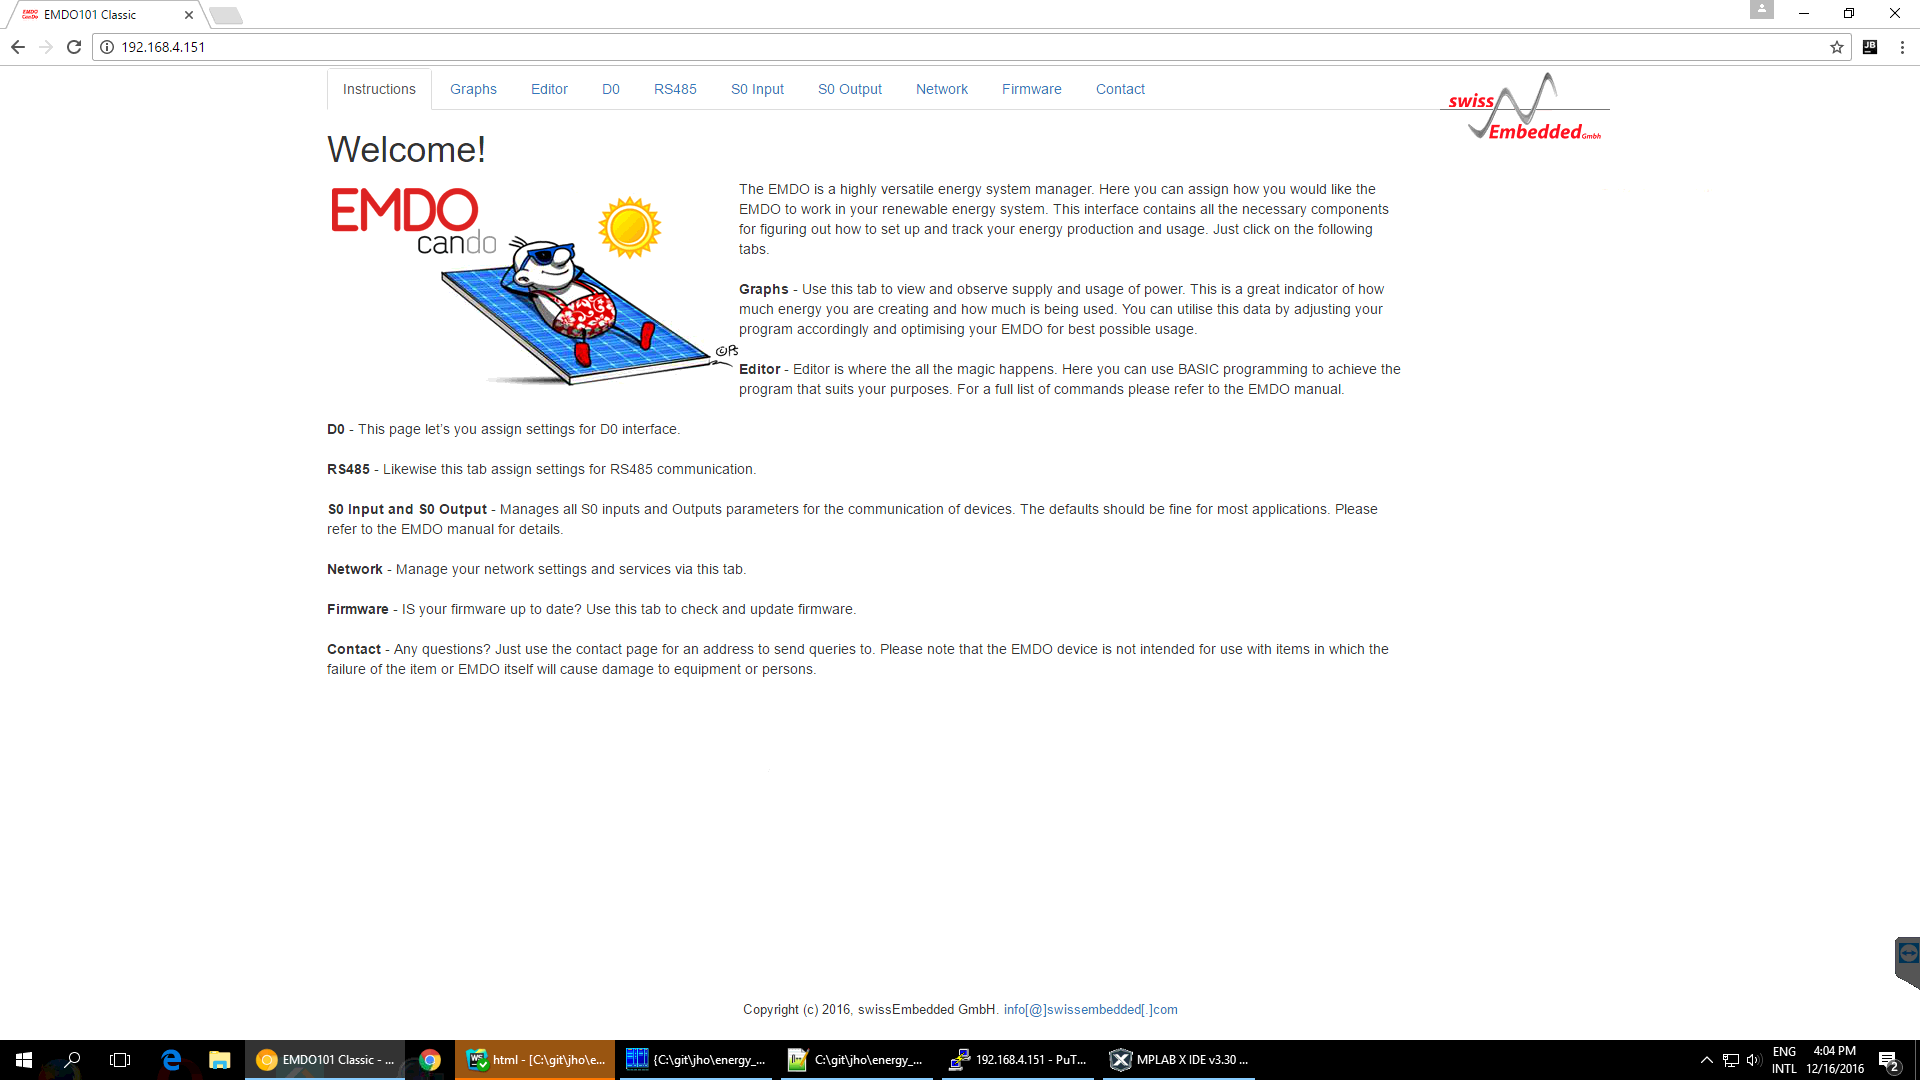 EMDO101 Classic
192.168.4.151
JB
Instructions Graphs Editor D0 RS485 S0 Input S0 Output Network Firmware Contact
swiss
Embedded GmbH
Welcome!
EMDO
cando
©Ps
The EMDO is a highly versatile energy system manager. Here you can assign how you would like the
EMDO to work in your renewable energy system. This interface contains all the necessary components
for figuring out how to set up and track your energy production and usage. Just click on the following
tabs.
Graphs - Use this tab to view and observe supply and usage of power. This is a great indicator of how
much energy you are creating and how much is being used. You can utilise this data by adjusting your
program accordingly and optimising your EMDO for best possible usage.
Editor - Editor is where the all the magic happens. Here you can use BASIC programming to achieve the
program that suits your purposes. For a full list of commands please refer to the EMDO manual.
D0 - This page let's you assign settings for D0 interface.
RS485 - Likewise this tab assign settings for RS485 communication.
S0 Input and S0 Output - Manages all S0 inputs and Outputs parameters for the communication of devices. The defaults should be fine for most applications. Please
refer to the EMDO manual for details.
Network - Manage your network settings and services via this tab.
Firmware - IS your firmware up to date? Use this tab to check and update firmware.
Contact - Any questions? Just use the contact page for an address to send queries to. Please note that the EMDO device is not intended for use with items in which the
failure of the item or EMDO itself will cause damage to equipment or persons.
Copyright (c) 2016, swissEmbedded GmbH. info[@]swissembedded[.]com
EMDO101 Classic - ... html - [C:\git\jho\e... {C:\git\jho\energy_... C:\git\jho\energy_... 192.168.4.151 - PuT... MPLAB X IDE v3.30 ...
ENG 4:04 PM
INTL 12/16/2016 2